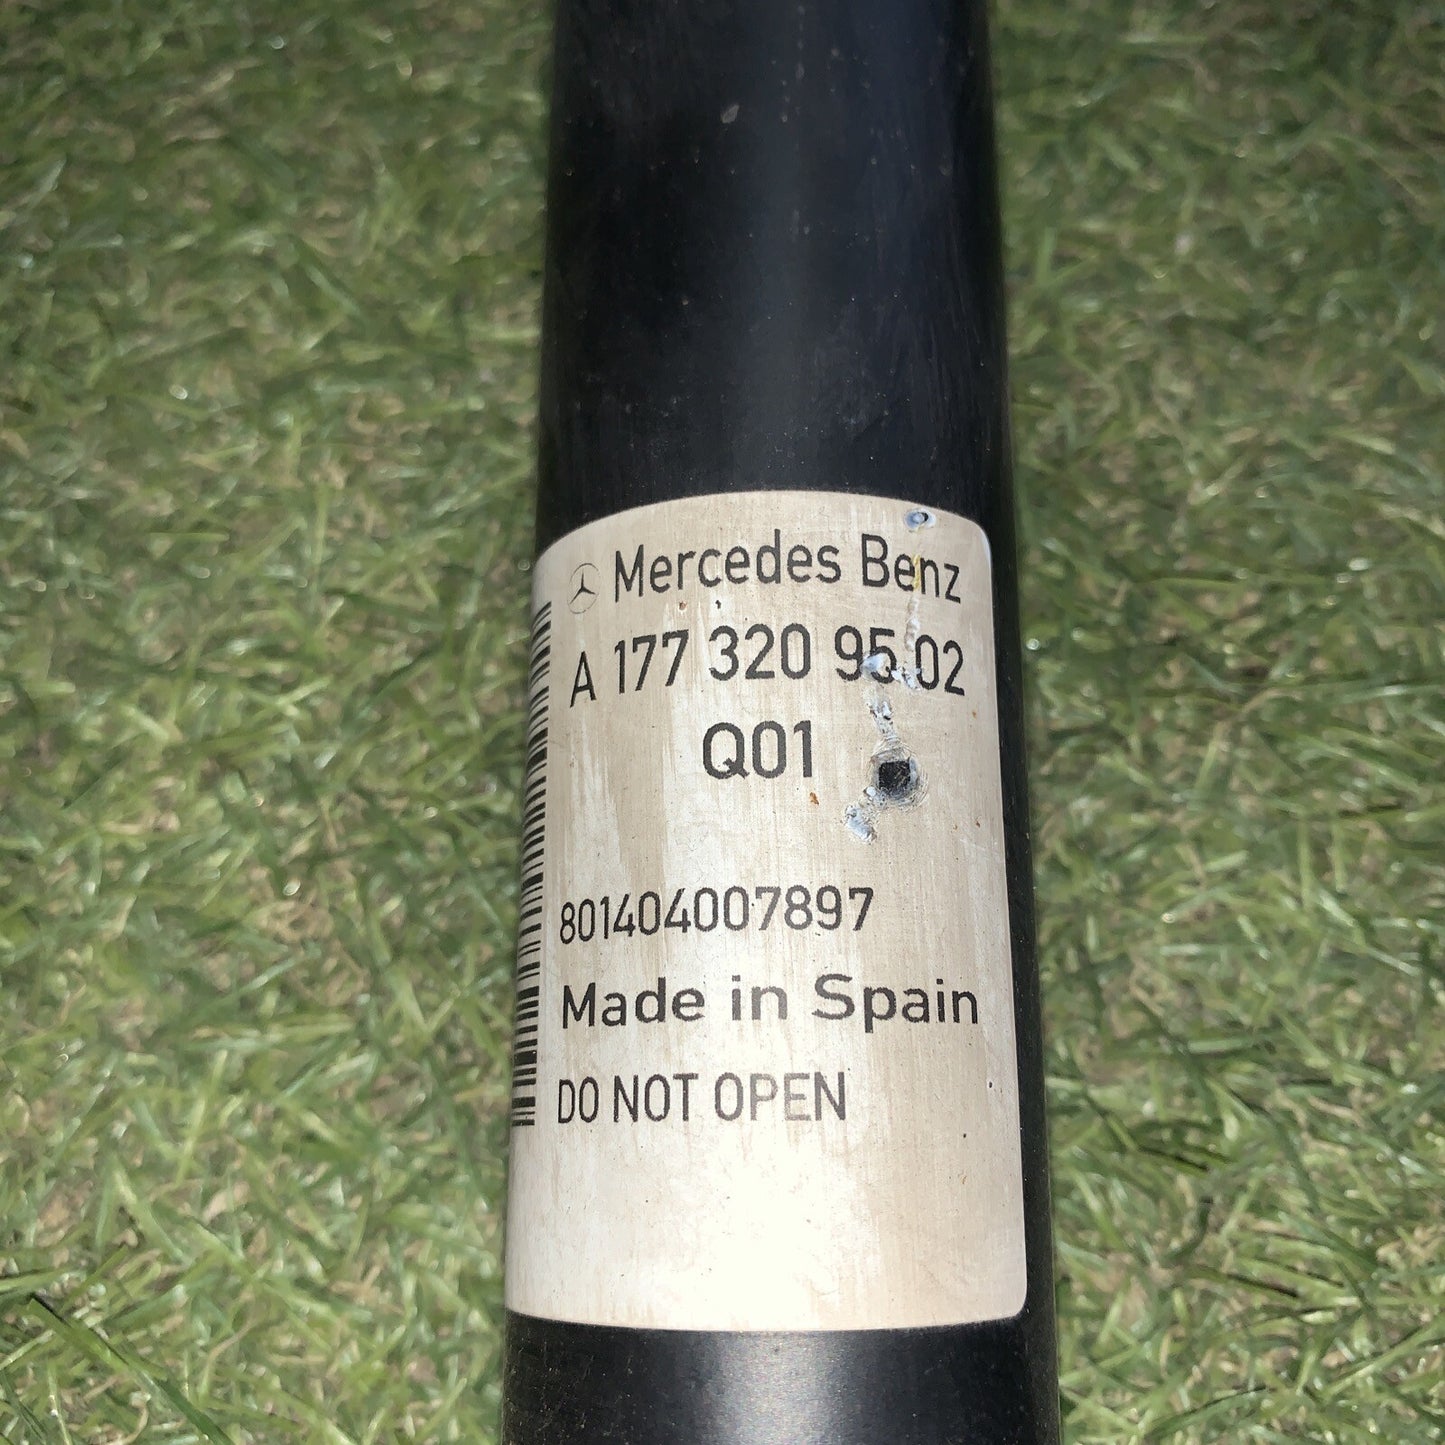 Mercedes Benz
A 177 320 95 02
Q01
801404007897
Made in Spain
DO NOT OPEN